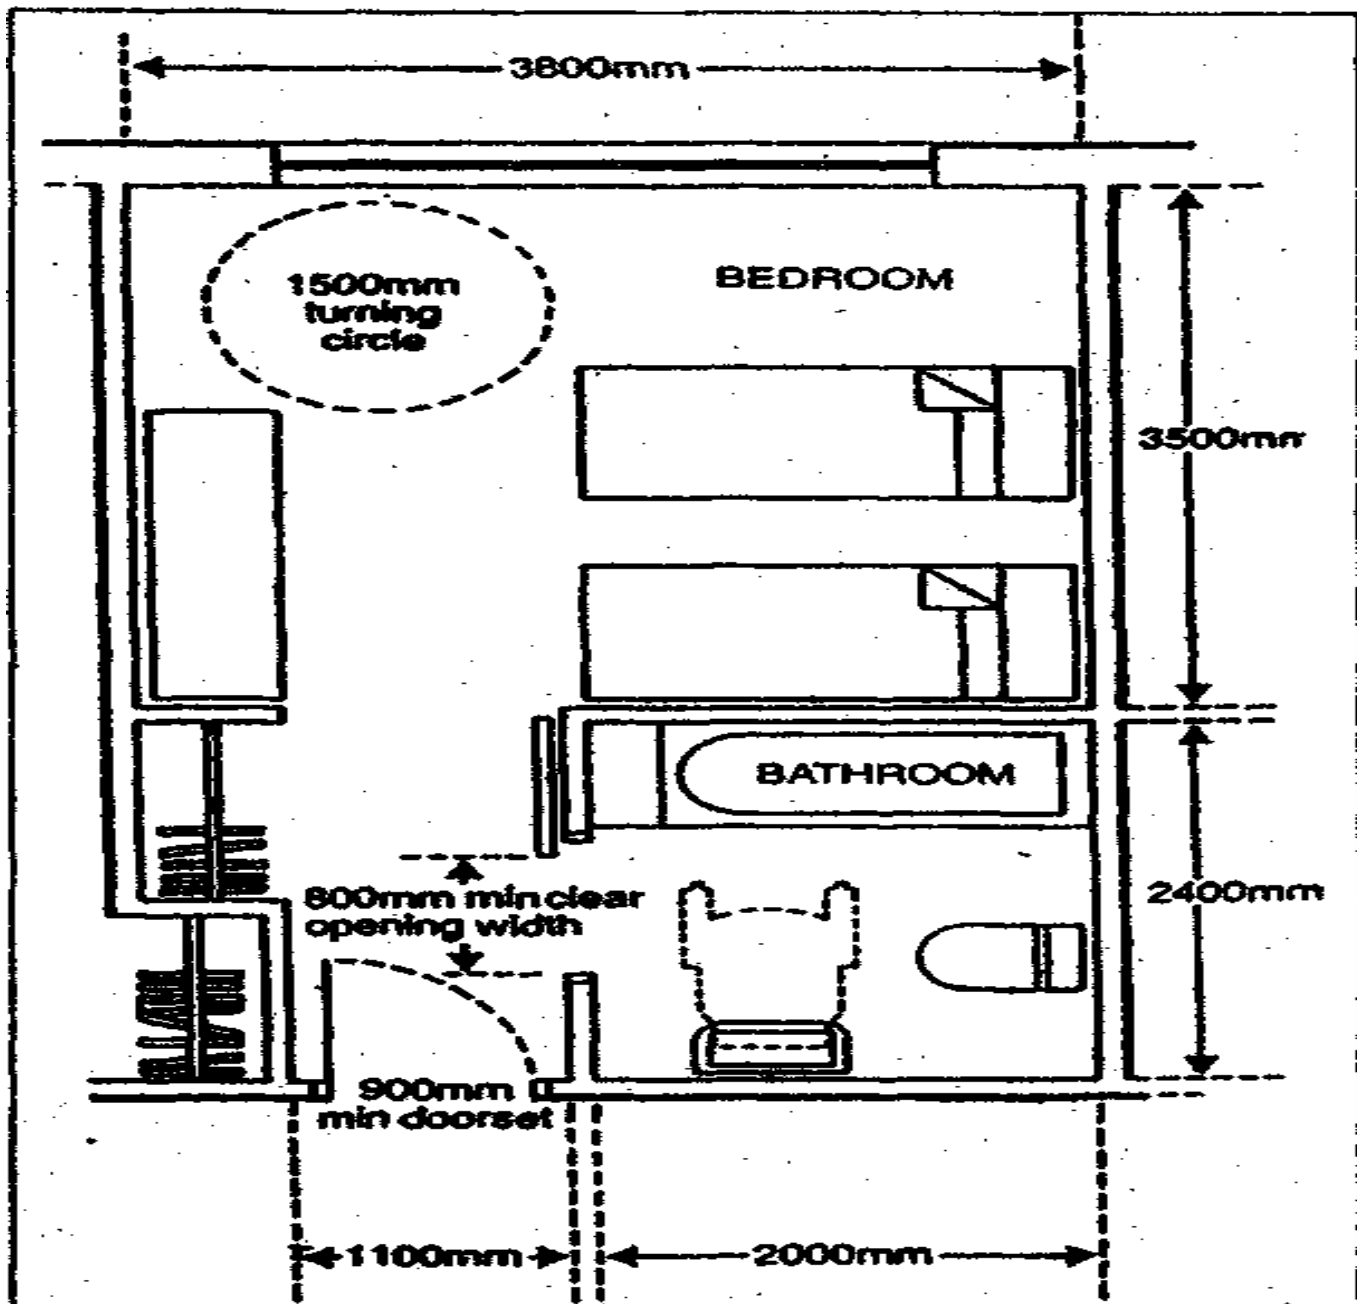 3800mm
1500mm
turning
circle
BEDROOM
3500mm
BATHROOM
800mm min clear
opening width
2400mm
900mm
min doorset
1100mm
2000mm